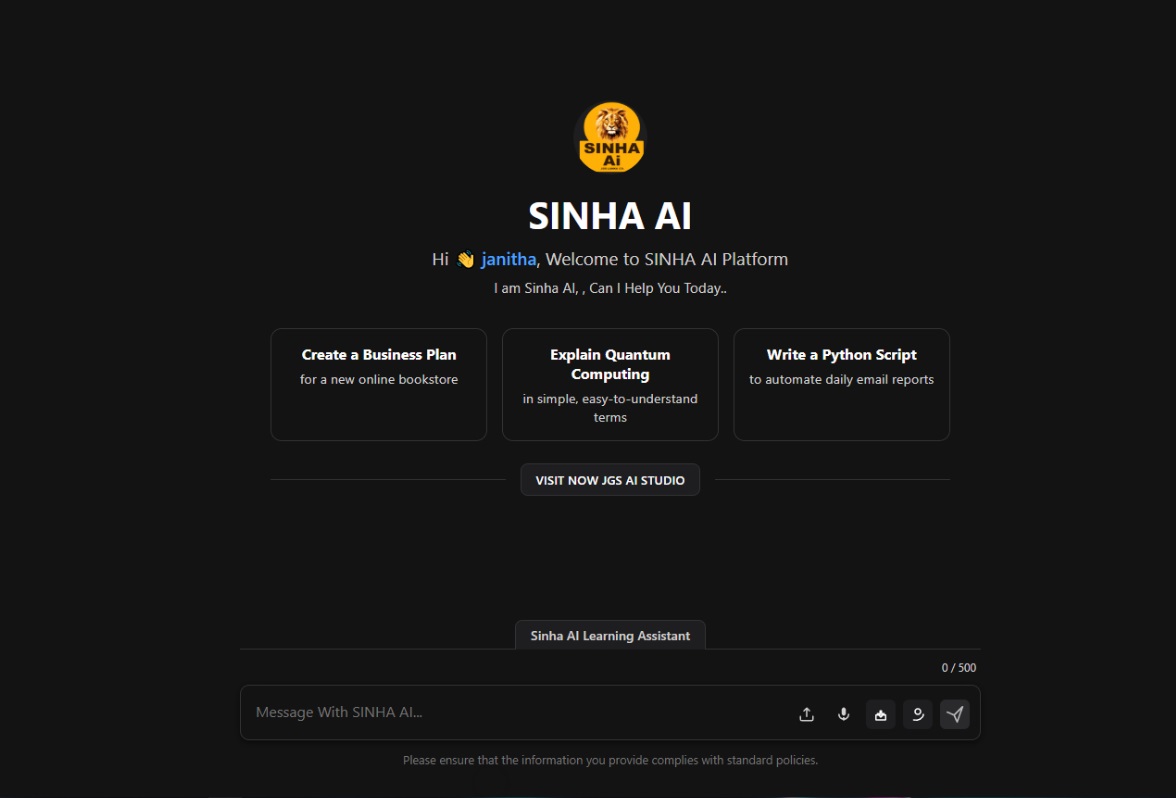 SINHA
Ai
SINHA AI
Hi 👋 janitha, Welcome to SINHA AI Platform
I am Sinha AI, , Can I Help You Today..
Create a Business Plan
for a new online bookstore
Explain Quantum
Computing
in simple, easy-to-understand
terms
Write a Python Script
to automate daily email reports
VISIT NOW JGS AI STUDIO
Sinha AI Learning Assistant
0 / 500
Message With SINHA AI...
Please ensure that the information you provide complies with standard policies.